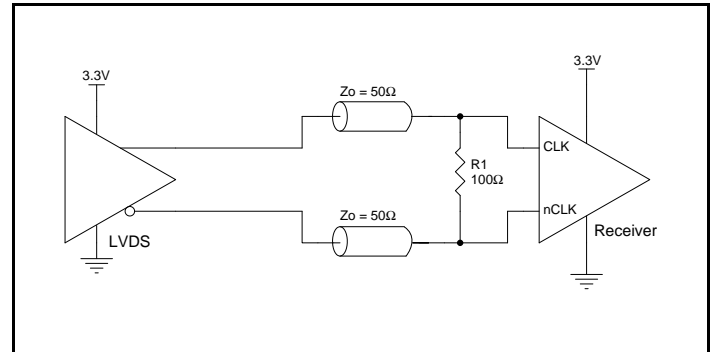 3.3V
3.3V
Zo = 50Ω
CLK
R1
100Ω
Zo = 50Ω
nCLK
LVDS
Receiver